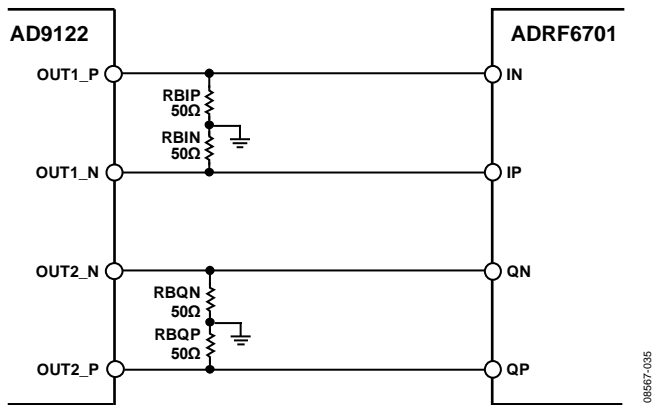 AD9122
ADRF6701
OUT1_P
IN
RBIP
50Ω
RBIN
50Ω
OUT1_N
IP
OUT2_N
QN
RBQN
50Ω
RBQP
50Ω
OUT2_P
QP
08567-035